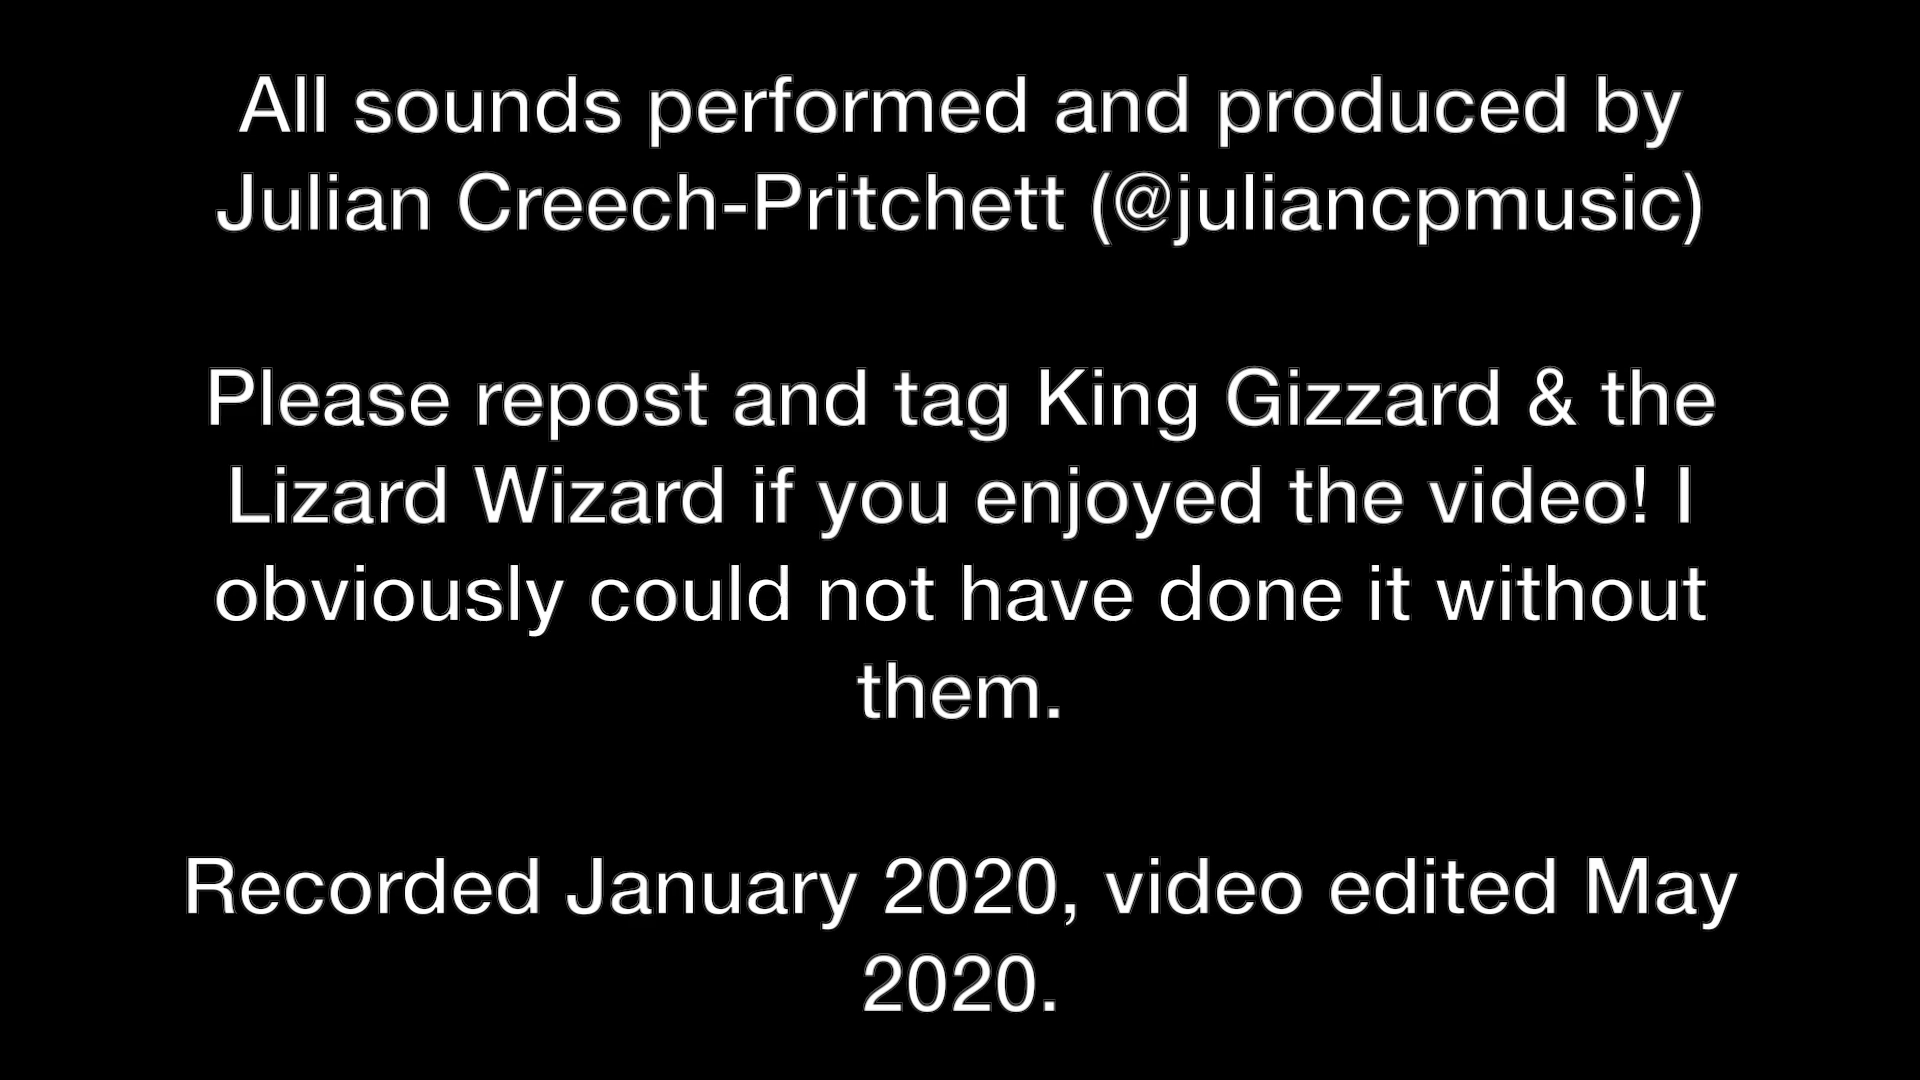 All sounds performed and produced by
Julian Creech-Pritchett (@juliancpmusic)
Please repost and tag King Gizzard & the
Lizard Wizard if you enjoyed the video! I
obviously could not have done it without
them.
Recorded January 2020, video edited May
2020.